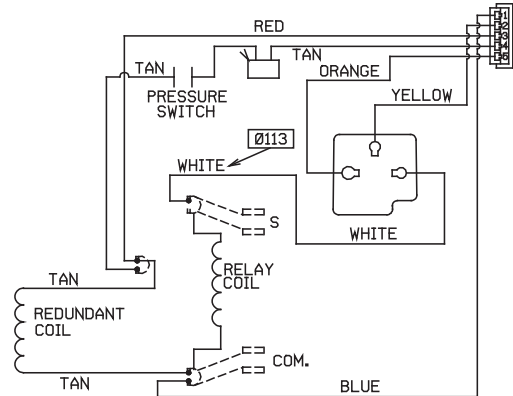 RED
1
2
3
4
5
TAN
TAN
ORANGE
PRESSURE
SWITCH
YELLOW
Ø113
WHITE
S
WHITE
RELAY
COIL
TAN
REDUNDANT
COIL
COM.
TAN
BLUE